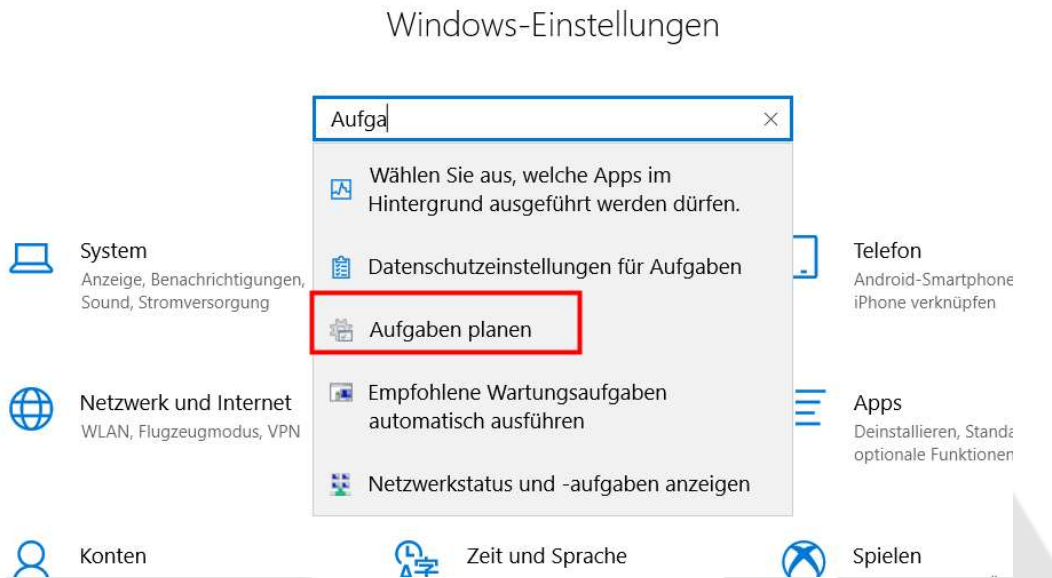 Windows-Einstellungen
Aufga
Wählen Sie aus, welche Apps im
Hintergrund ausgeführt werden dürfen.
Datenschutzeinstellungen für Aufgaben
Aufgaben planen
Empfohlene Wartungsaufgaben
automatisch ausführen
Netzwerkstatus und -aufgaben anzeigen
System
Anzeige, Benachrichtigungen,
Sound, Stromversorgung
Telefon
Android-Smartphone
iPhone verknüpfen
Netzwerk und Internet
WLAN, Flugzeugmodus, VPN
Apps
Deinstallieren, Standa
optionale Funktionen
Konten
Zeit und Sprache
Spielen